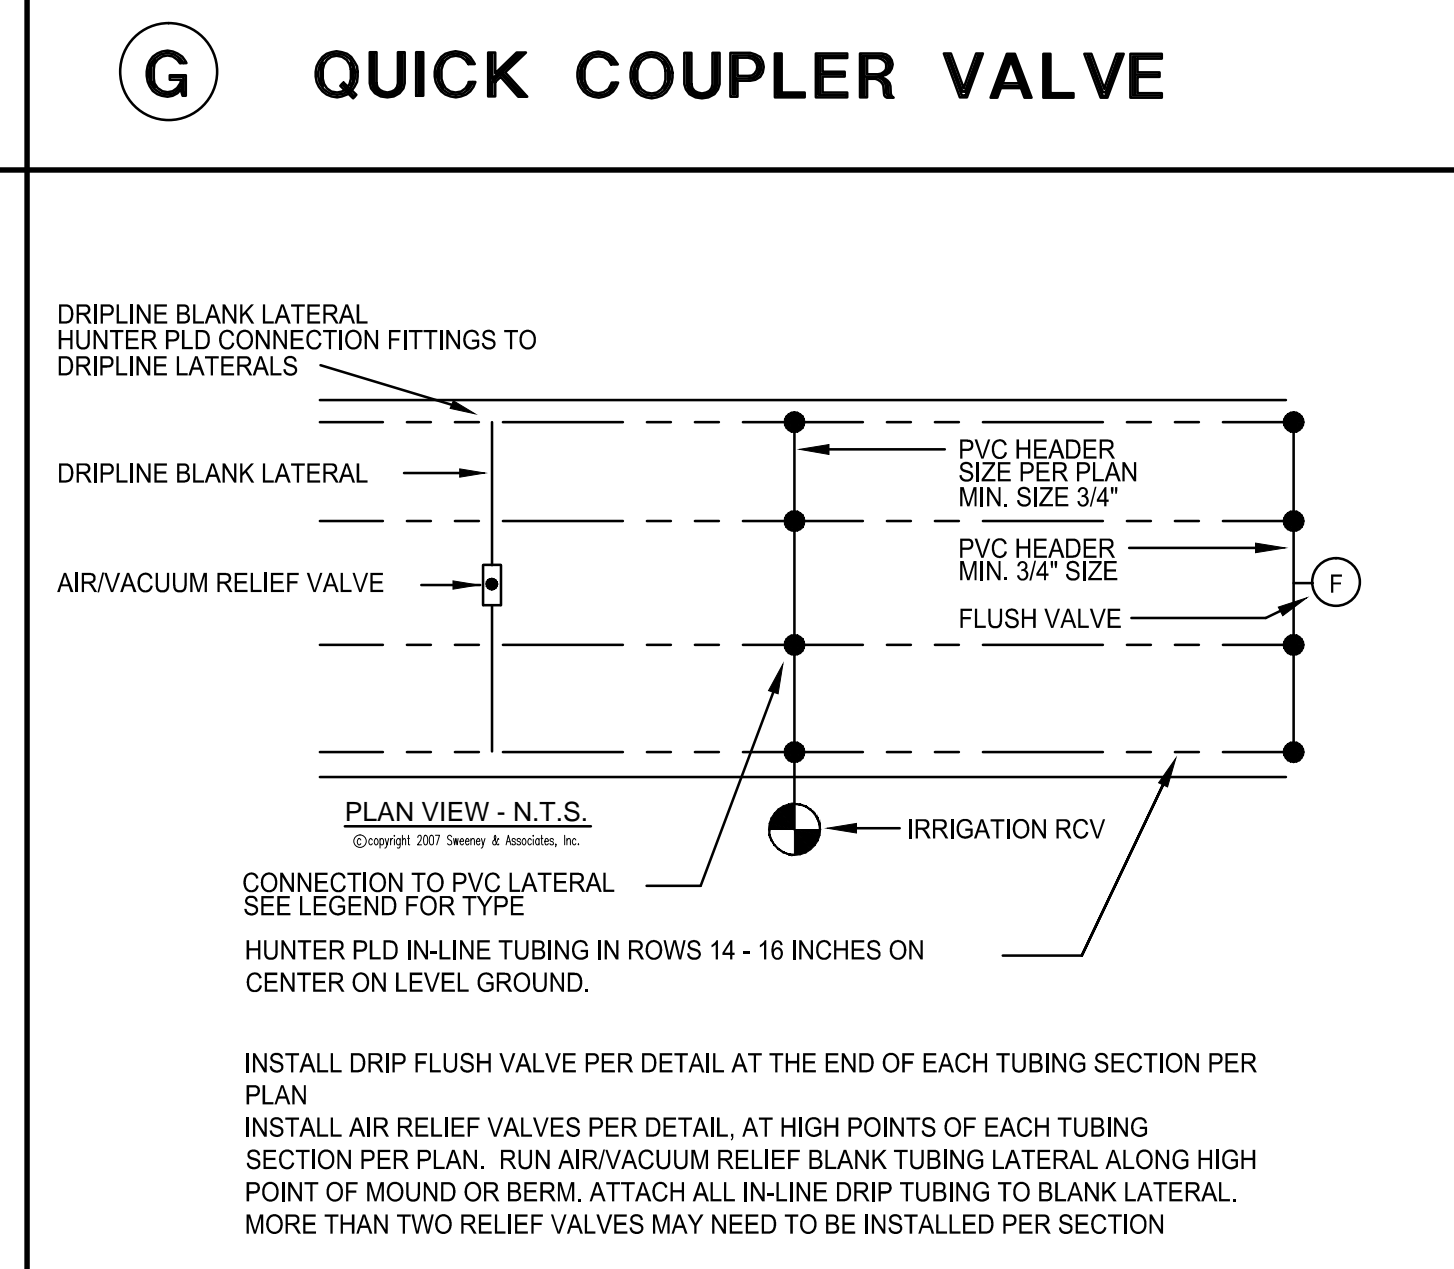 G QUICK COUPLER VALVE
DRIPLINE BLANK LATERAL
HUNTER PLD CONNECTION FITTINGS TO
DRIPLINE LATERALS
DRIPLINE BLANK LATERAL
AIR/VACUUM RELIEF VALVE
PVC HEADER
SIZE PER PLAN
MIN. SIZE 3/4"
PVC HEADER
MIN. 3/4" SIZE
FLUSH VALVE
F
PLAN VIEW - N.T.S.
©copyright 2007 Sweeney & Associates, Inc.
IRRIGATION RCV
CONNECTION TO PVC LATERAL
SEE LEGEND FOR TYPE
HUNTER PLD IN-LINE TUBING IN ROWS 14 - 16 INCHES ON
CENTER ON LEVEL GROUND.
INSTALL DRIP FLUSH VALVE PER DETAIL AT THE END OF EACH TUBING SECTION PER
PLAN
INSTALL AIR RELIEF VALVES PER DETAIL, AT HIGH POINTS OF EACH TUBING
SECTION PER PLAN. RUN AIR/VACUUM RELIEF BLANK TUBING LATERAL ALONG HIGH
POINT OF MOUND OR BERM. ATTACH ALL IN-LINE DRIP TUBING TO BLANK LATERAL.
MORE THAN TWO RELIEF VALVES MAY NEED TO BE INSTALLED PER SECTION